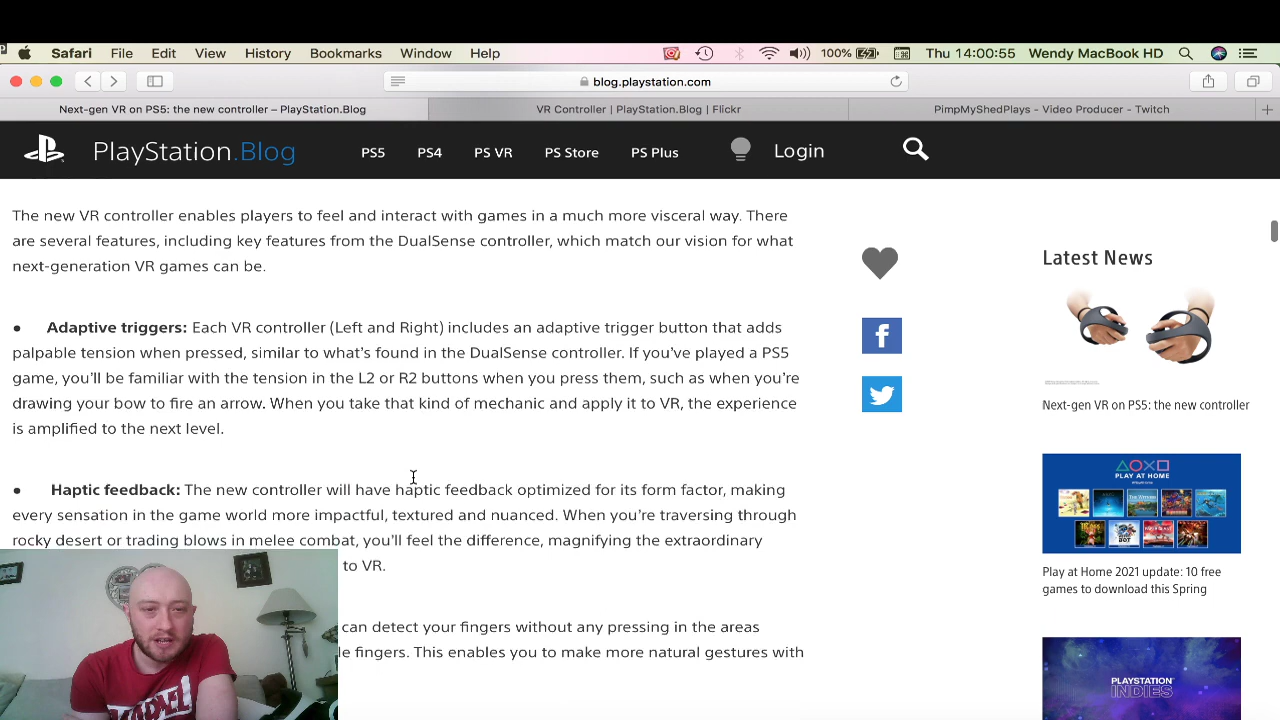 Safari File Edit View History Bookmarks Window Help 100% Thu 14:00:55 Wendy MacBook HD
blog.playstation.com
Next-gen VR on PS5: the new controller – PlayStation.Blog
VR Controller | PlayStation.Blog | Flickr
PimpMyShedPlays - Video Producer - Twitch
PlayStation.Blog PS5 PS4 PS VR PS Store PS Plus Login
The new VR controller enables players to feel and interact with games in a much more visceral way. There
are several features, including key features from the DualSense controller, which match our vision for what
next-generation VR games can be.
• Adaptive triggers: Each VR controller (Left and Right) includes an adaptive trigger button that adds
palpable tension when pressed, similar to what's found in the DualSense controller. If you've played a PS5
game, you'll be familiar with the tension in the L2 or R2 buttons when you press them, such as when you're
drawing your bow to fire an arrow. When you take that kind of mechanic and apply it to VR, the experience
is amplified to the next level.
• Haptic feedback: The new controller will have haptic feedback optimized for its form factor, making
every sensation in the game world more impactful, textured and nuanced. When you're traversing through
rocky desert or trading blows in melee combat, you'll feel the difference, magnifying the extraordinary
to VR.
can detect your fingers without any pressing in the areas
le fingers. This enables you to make more natural gestures with
Latest News
Next-gen VR on PS5: the new controller
PLAY AT HOME
Play at Home 2021 update: 10 free
games to download this Spring
PLAYSTATION
INDIES